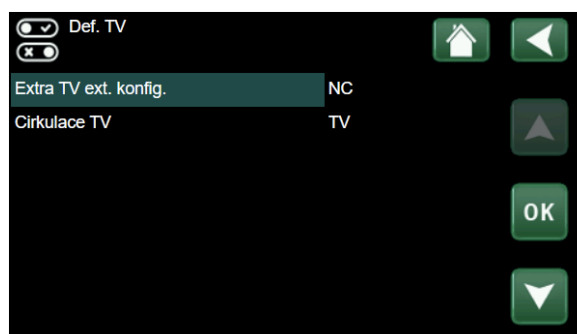 Def. TV
Extra TV ext. konfig. NC
Cirkulace TV TV
OK